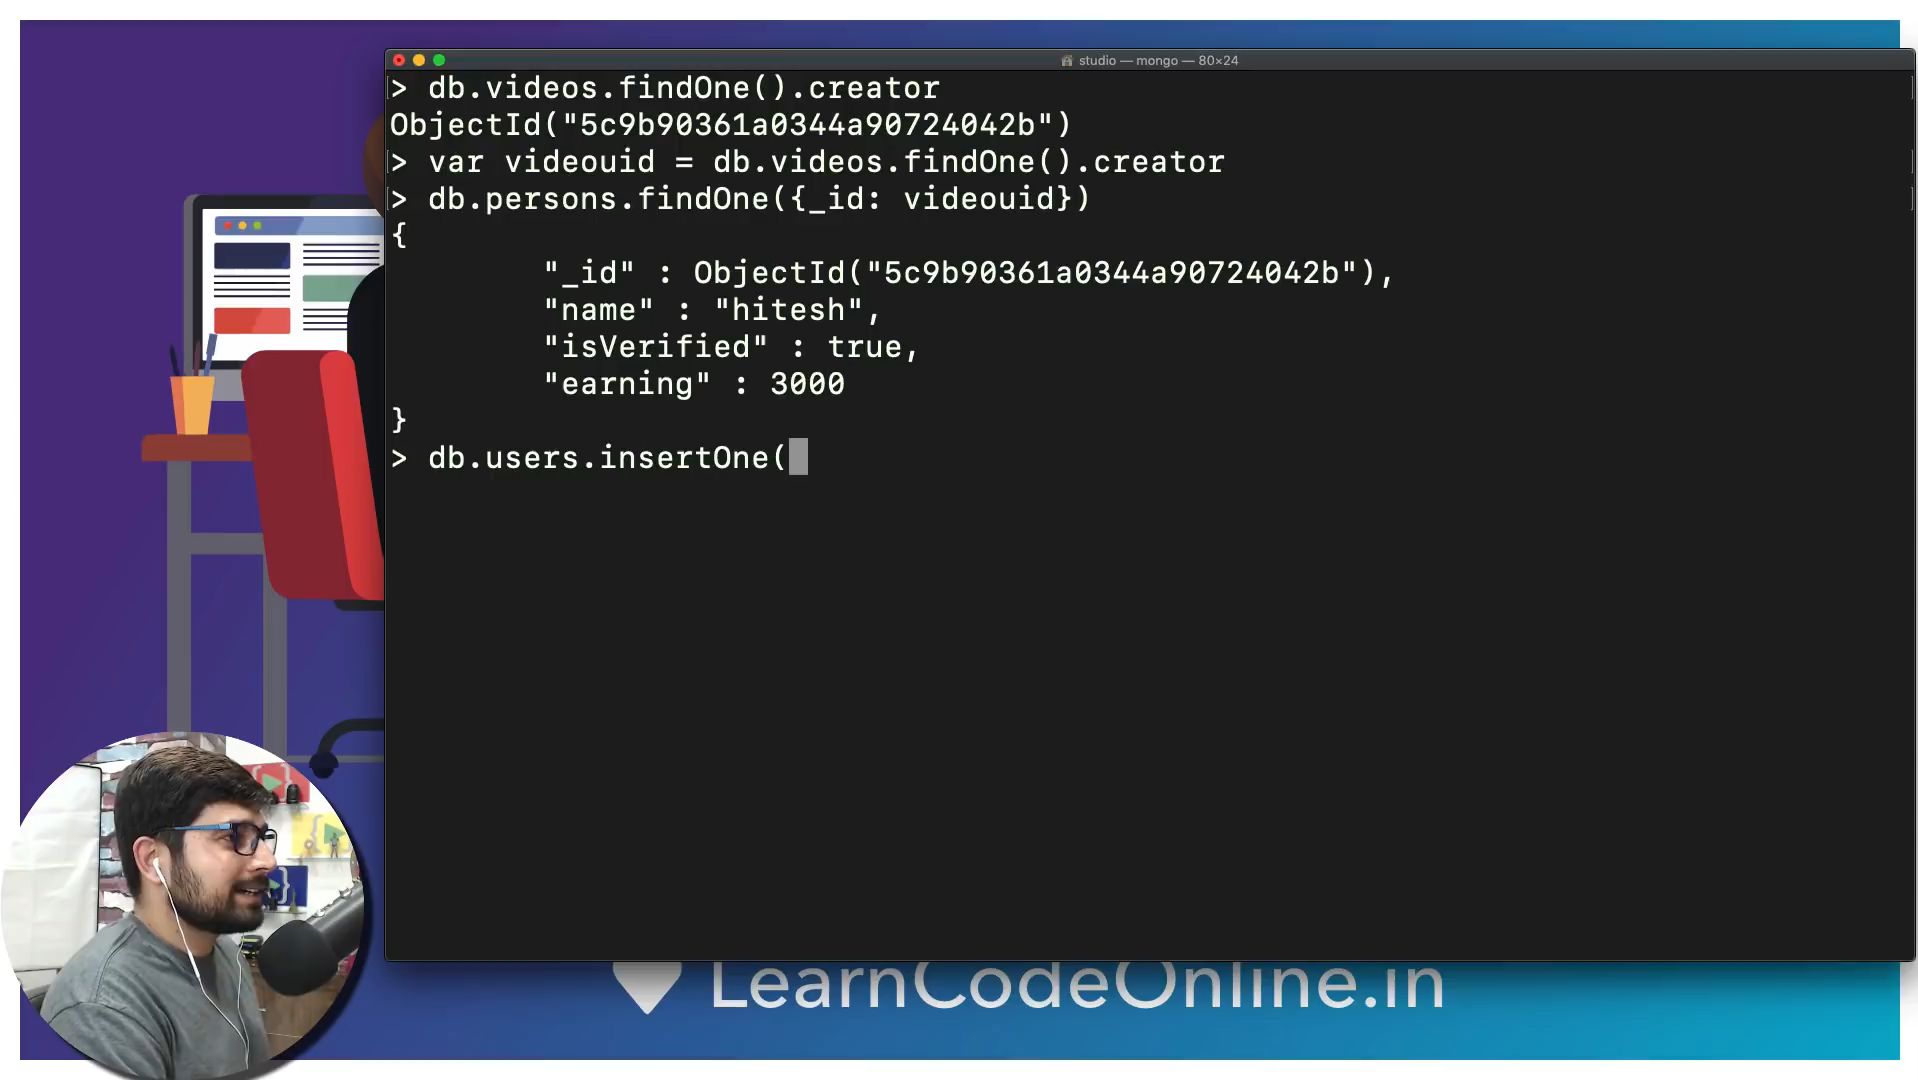 studio — mongo — 80×24
> db.videos.findOne().creator
ObjectId("5c9b90361a0344a90724042b")
> var videouid = db.videos.findOne().creator
> db.persons.findOne({_id: videouid})
{
"_id" : ObjectId("5c9b90361a0344a90724042b"),
"name" : "hitesh",
"isVerified" : true,
"earning" : 3000
}
> db.users.insertOne(
LearnCodeOnline.in